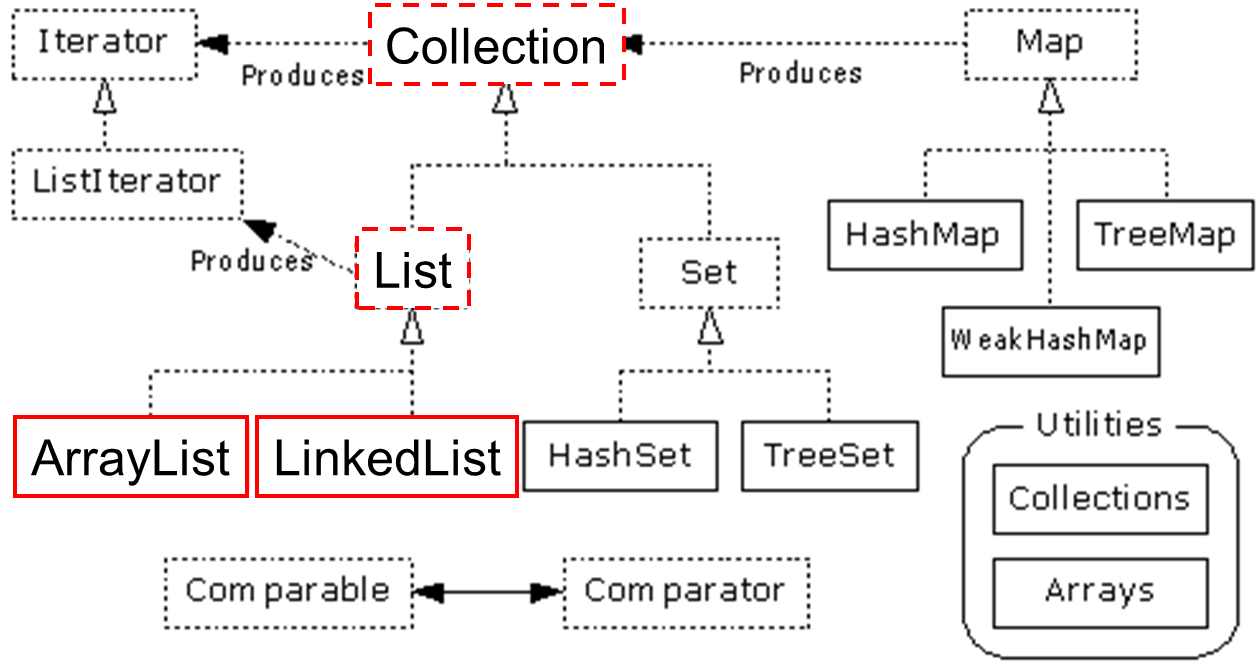 Iterator
Collection
Map
Produces
Produces
ListIterator
HashMap
TreeMap
Produces
List
Set
WeakHashMap
ArrayList
LinkedList
HashSet
TreeSet
Utilities
Collections
Comparable
Comparator
Arrays